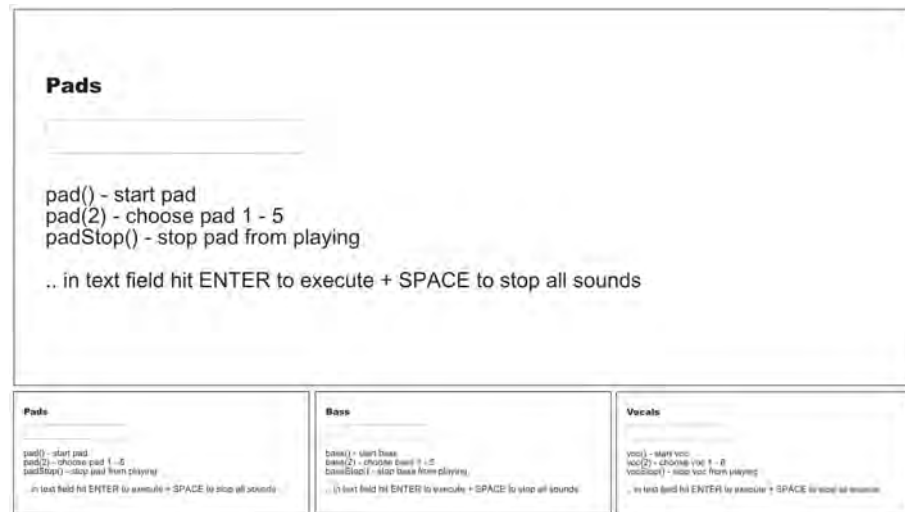 Pads
pad() - start pad
pad(2) - choose pad 1 - 5
padStop() - stop pad from playing
.. in text field hit ENTER to execute + SPACE to stop all sounds
Pads
pad() - start pad
pad(2) - choose pad 1 - 5
padStop() - stop pad from playing
.. in text field hit ENTER to execute + SPACE to stop all sounds
Bass
bass() - start bass
bass(2) - choose bass 1 - 5
bassStop() - stop bass from playing
.. in text field hit ENTER to execute + SPACE to stop all sounds
Vocals
voc() - start voc
voc(2) - choose voc 1 -
vocStop() - stop voc from playing
.. in text field hit ENTER to execute + SPACE to stop all sounds